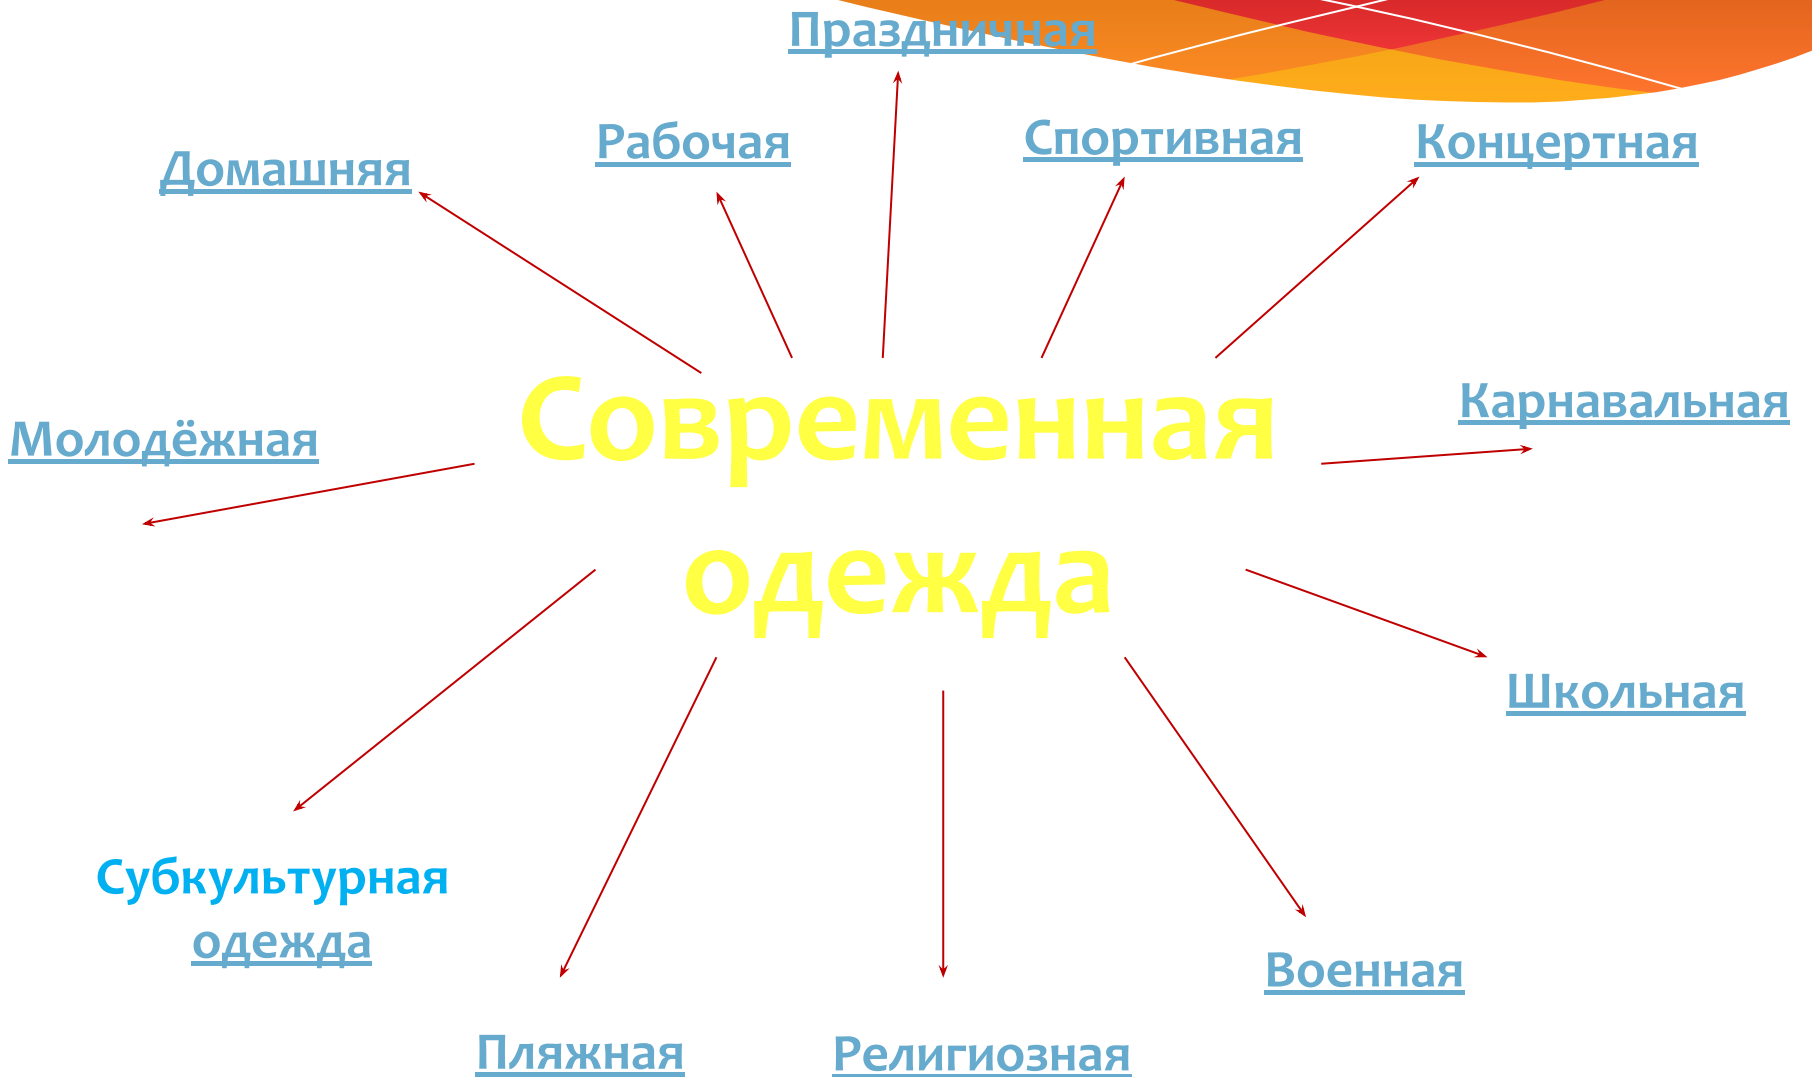 Праздничная
Домашняя
Рабочая
Спортивная
Концертная
Молодёжная
Современная
одежда
Карнавальная
Школьная
Субкультурная
одежда
Военная
Пляжная
Религиозная